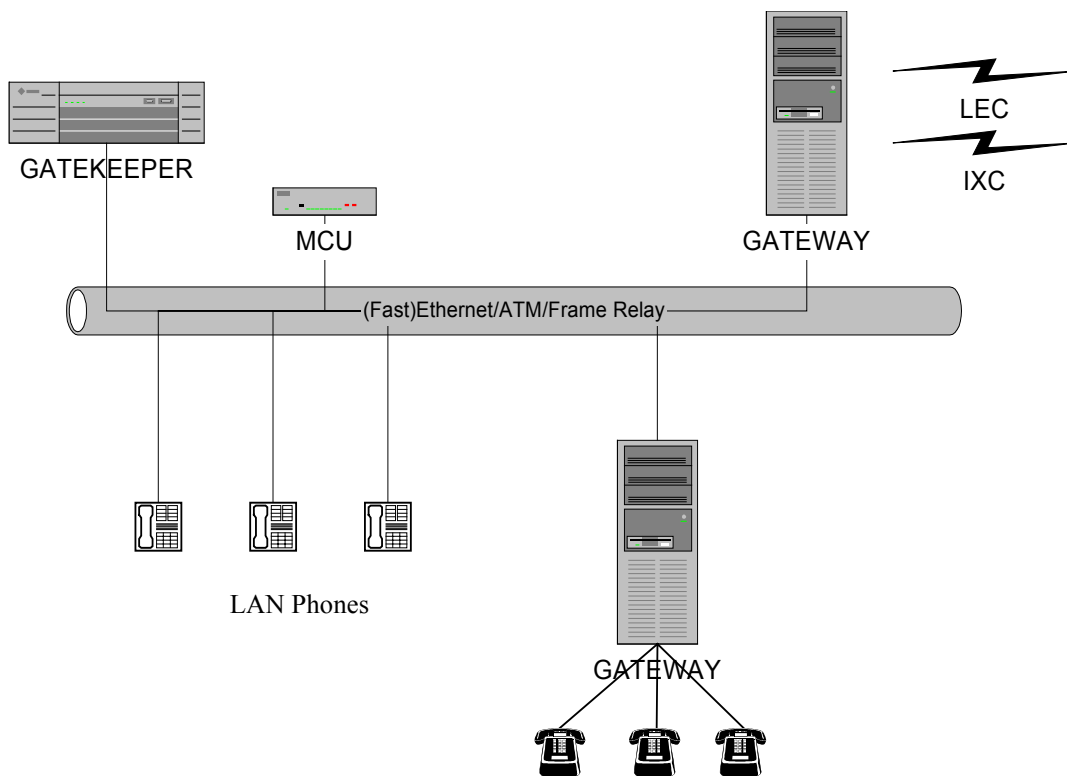 LEC
GATEKEEPER
IXC
MCU
GATEWAY
(Fast)Ethernet/ATM/Frame Relay
LAN Phones
GATEWAY